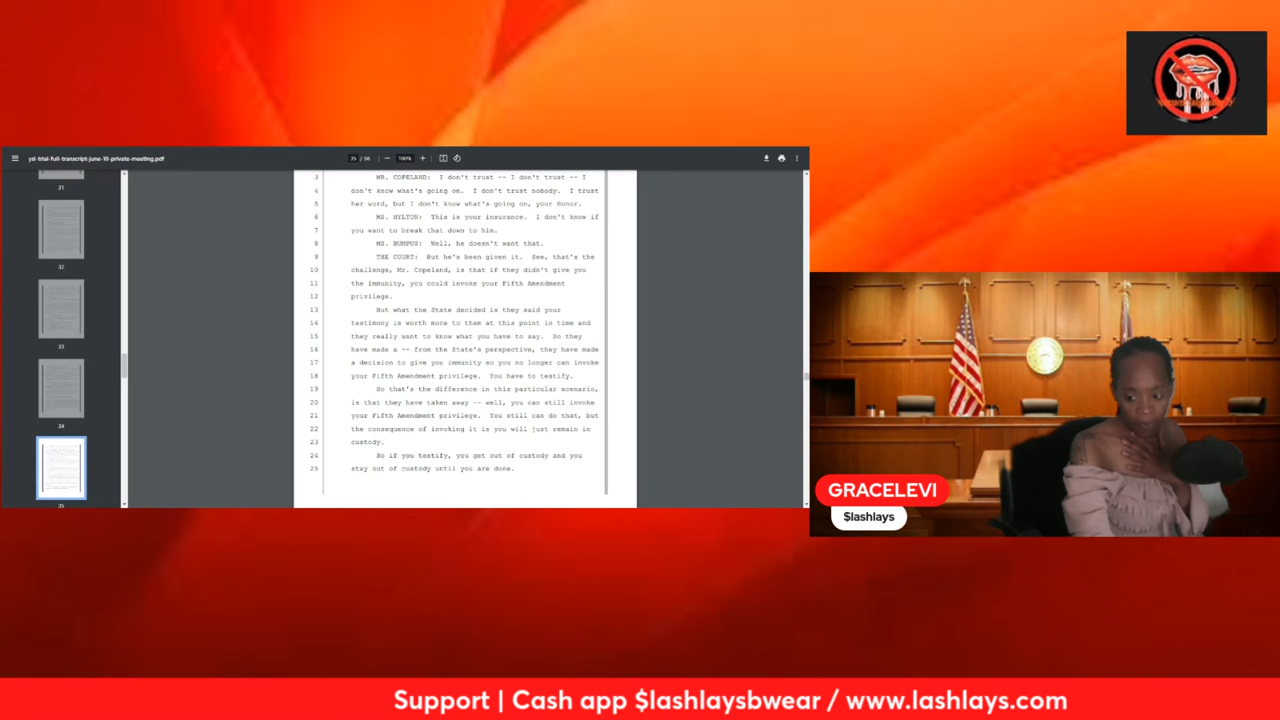 ysl-trial-full-transcript-june-10-private-meeting.pdf
35 / 56
100%
31
32
33
34
35
3 MR. COPELAND: I don't trust -- I don't trust -- I
4 don't know what's going on. I don't trust nobody. I trust
5 her word, but I don't know what's going on, your Honor.
6 MS. HYLTON: This is your insurance. I don't know if
7 you want to break that down to him.
8 MS. BUMPUS: Well, he doesn't want that.
9 THE COURT: But he's been given it. See, that's the
10 challenge, Mr. Copeland, is that if they didn't give you
11 the immunity, you could invoke your Fifth Amendment
12 privilege.
13 But what the State decided is they said your
14 testimony is worth more to them at this point in time and
15 they really want to know what you have to say. So they
16 have made a -- from the State's perspective, they have made
17 a decision to give you immunity so you no longer can invoke
18 your Fifth Amendment privilege. You have to testify.
19 So that's the difference in this particular scenario,
20 is that they have taken away -- well, you can still invoke
21 your Fifth Amendment privilege. You still can do that, but
22 the consequence of invoking it is you will just remain in
23 custody.
24 So if you testify, you get out of custody and you
25 stay out of custody until you are done.
GRACELEVI
$lashlays
Support | Cash app $lashlaysbwear / www.lashlays.com